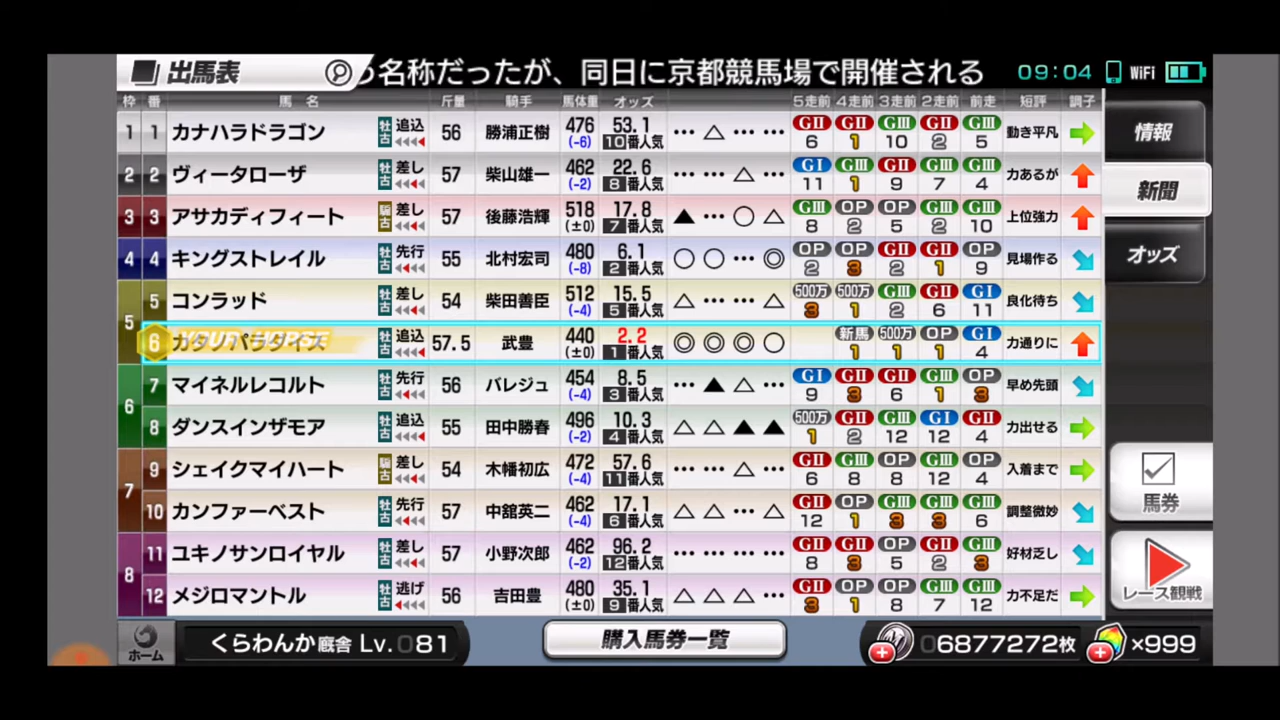 出馬表 う名称だったが、同日に京都競馬場で開催される 09:04 WiFi
枠 番 馬 名 斤量 騎手 馬体重 オッズ 5走前 4走前 3走前 2走前 前走 短評 調子
1 1 カナハラドラゴン 牡古 追込 56 勝浦正樹 476 (-6) 53.1 10番人気 … △ … … GII 6 GII 1 GIII 10 GII 2 GIII 5 動き平凡
2 2 ヴィータローザ 牡古 差し 57 柴山雄一 462 (-2) 22.6 8番人気 … … △ … GI 11 GIII 1 GII 9 GIII 7 GIII 4 力あるが
3 3 アサカディフィート 騸古 差し 57 後藤浩輝 518 (±0) 17.8 7番人気 ▲ … ○ △ GIII 8 OP 2 OP 5 OP 2 GIII 10 上位強力
4 4 キングストレイル 牡古 先行 55 北村宏司 480 (-8) 6.1 2番人気 ○ ○ … ◎ OP 2 OP 3 GII 2 GII 1 OP 9 見場作る
5 5 コンラッド 牡古 差し 54 柴田善臣 512 (-4) 15.5 5番人気 △ … … △ 500万 3 500万 1 GIII 2 GII 6 GI 11 良化待ち
6 YOUR HORSE 牡古 追込 57.5 武豊 440 (±0) 2.2 1番人気 ◎ ◎ ◎ ○ 新馬 1 500万 1 OP 1 GI 4 力通りに
6 7 マイネルレコルト 牡古 先行 56 バレジュ 454 (-4) 8.5 3番人気 … ▲ △ … GI 9 GII 3 GII 6 GIII 1 OP 3 早め先頭
8 ダンスインザモア 牡古 追込 55 田中勝春 496 (-2) 10.3 4番人気 △ △ ▲ ▲ 500万 1 GII 2 GIII 12 GI 12 GII 4 力出せる
7 9 シェイクマイハート 騸古 差し 54 木幡初広 472 (-4) 57.6 11番人気 … … △ … GII 6 GIII 8 OP 8 GIII 12 OP 4 入着まで
10 カンファーベスト 牡古 先行 57 中舘英二 462 (-4) 17.1 6番人気 △ △ … △ GII 12 OP 1 GIII 3 GIII 3 GIII 6 調整微妙
8 11 ユキノサンロイヤル 牡古 差し 57 小野次郎 462 (-2) 96.2 12番人気 … … … … GII 8 GII 3 OP 5 GIII 2 GII 3 好材乏し
12 メジロマントル 牡古 逃げ 56 吉田豊 480 (±0) 35.1 9番人気 △ △ △ … GII 3 OP 1 OP 8 GIII 7 GIII 12 力不足だ
情報
新聞
オッズ
馬券
レース観戦
ホーム くらわんか厩舎 Lv.081 購入馬券一覧 06877272枚 ×999